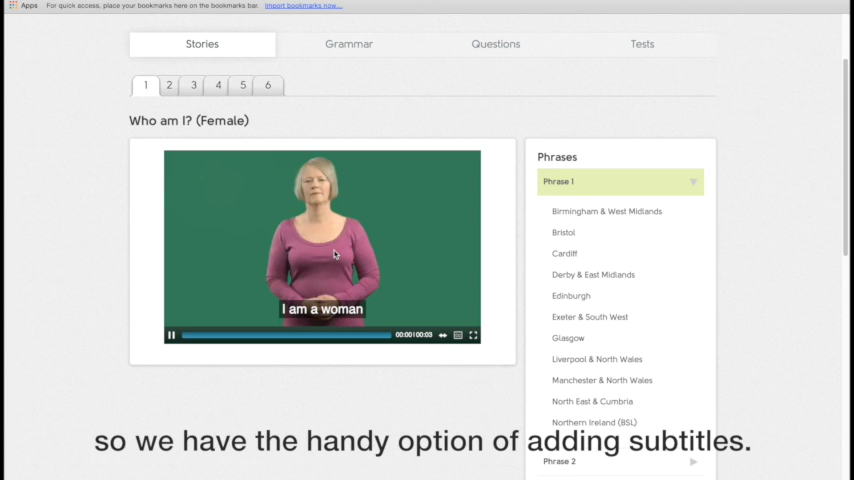 Apps For quick access, place your bookmarks here on the bookmarks bar. Import bookmarks now...
Stories Grammar Questions Tests
1 2 3 4 5 6
Who am I? (Female)
I am a woman
00:00|00:03
Phrases
Phrase 1
Birmingham & West Midlands
Bristol
Cardiff
Derby & East Midlands
Edinburgh
Exeter & South West
Glasgow
Liverpool & North Wales
Manchester & North Wales
North East & Cumbria
Northern Ireland (BSL)
so we have the handy option of adding subtitles.
Phrase 2